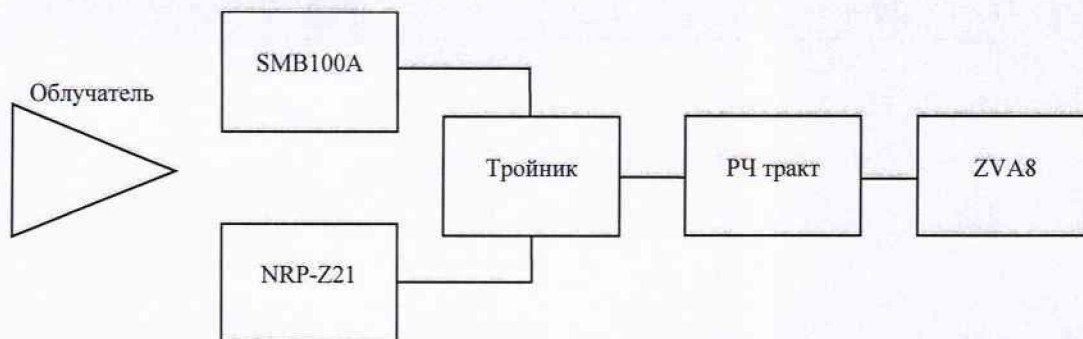 SMB100A
Облучатель
Тройник
РЧ тракт
ZVA8
NRP-Z21